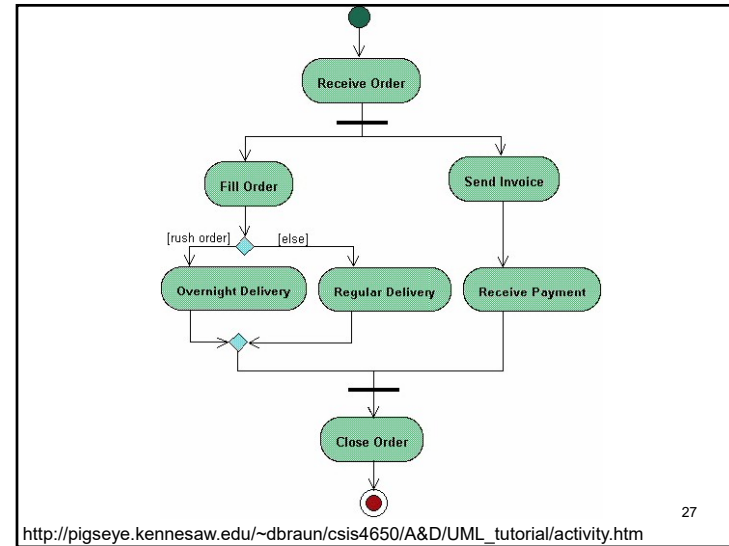 Receive Order
Fill Order
Send Invoice
[rush order]
[else]
Overnight Delivery
Regular Delivery
Receive Payment
Close Order
27
http://pigseye.kennesaw.edu/~dbraun/csis4650/A&D/UML_tutorial/activity.htm